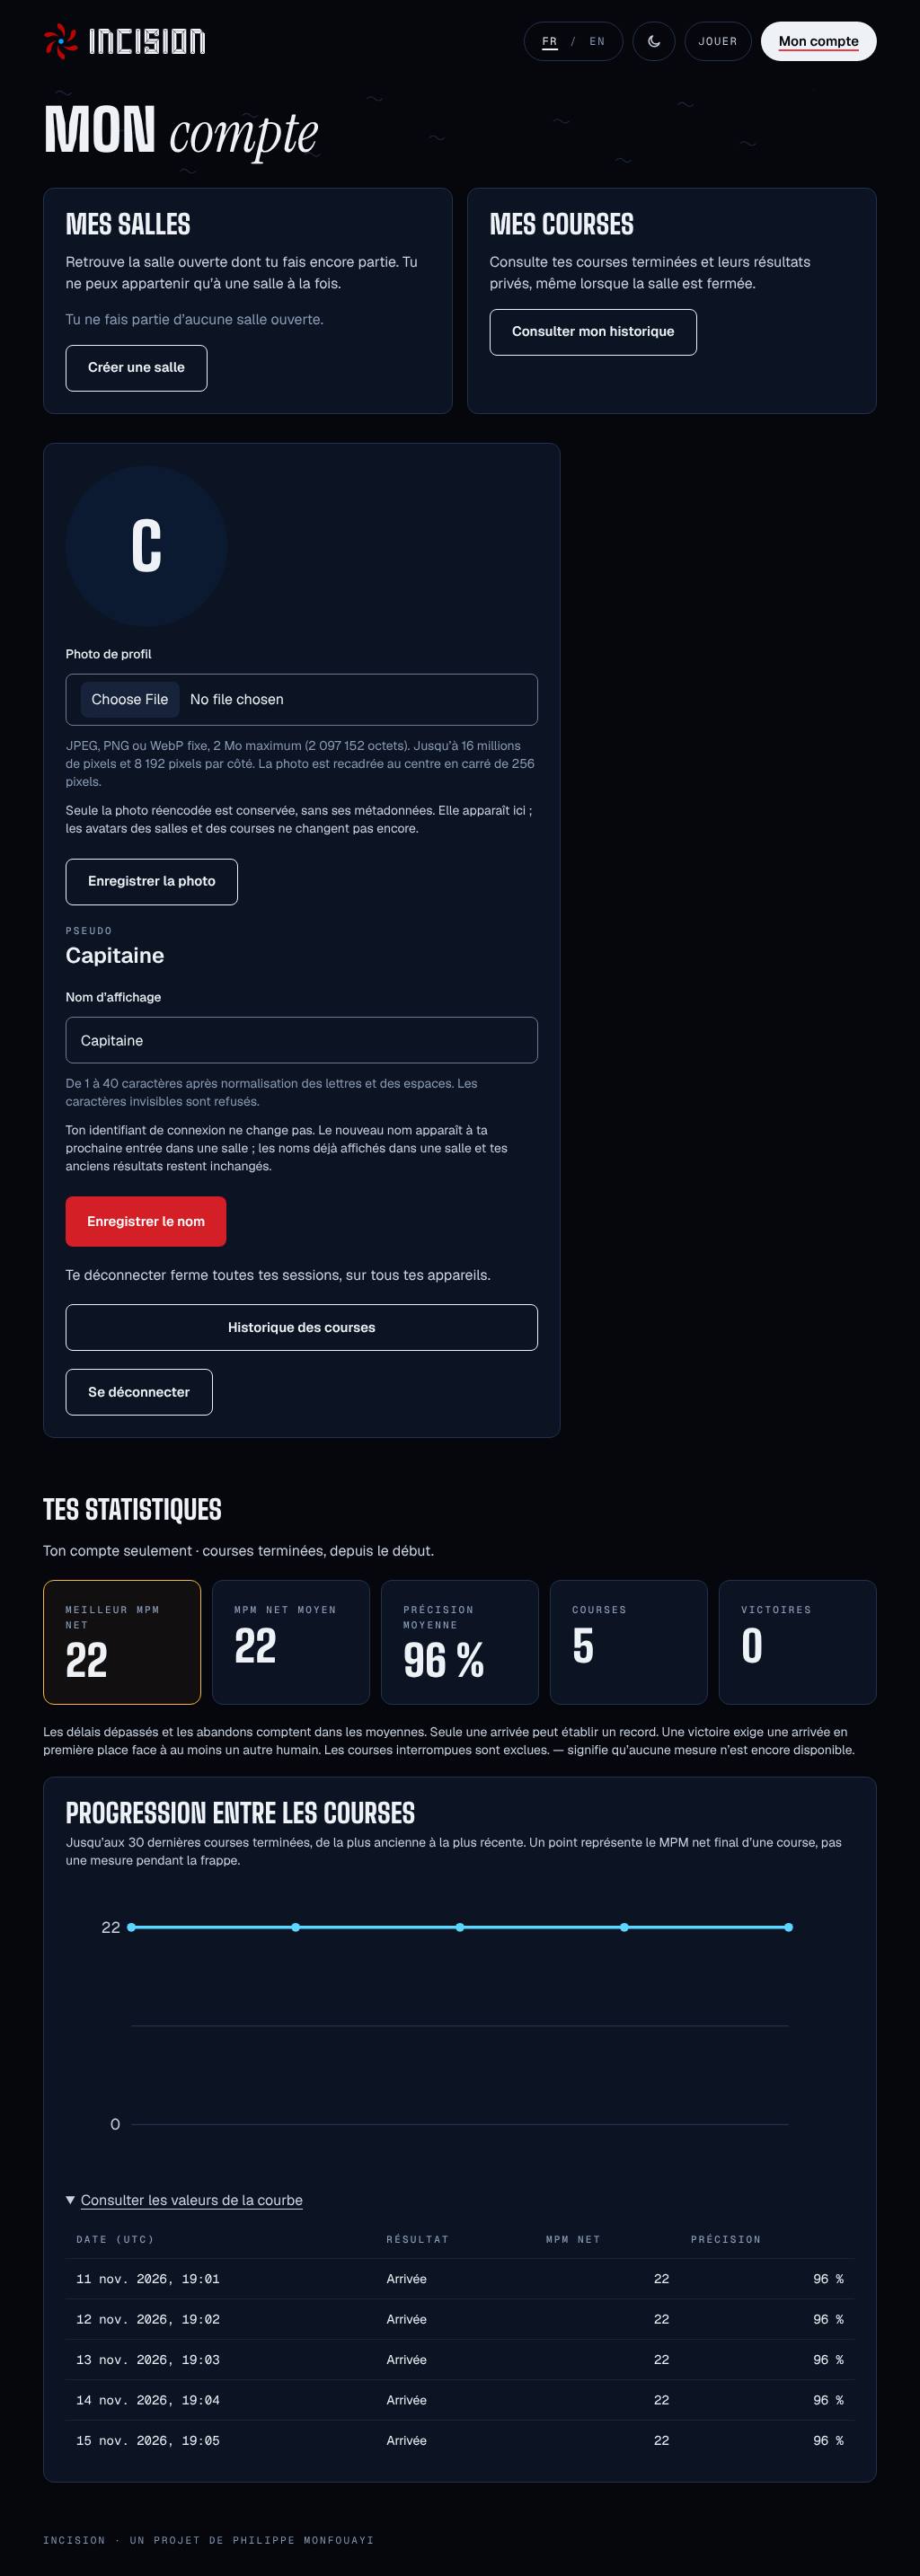 INCISION
FR / EN
JOUER
Mon compte
MON compte
MES SALLES
Retrouve la salle ouverte dont tu fais encore partie. Tu
ne peux appartenir qu’à une salle à la fois.
Tu ne fais partie d’aucune salle ouverte.
Créer une salle
MES COURSES
Consulte tes courses terminées et leurs résultats
privés, même lorsque la salle est fermée.
Consulter mon historique
C
Photo de profil
Choose File No file chosen
JPEG, PNG ou WebP fixe, 2 Mo maximum (2 097 152 octets). Jusqu’à 16 millions
de pixels et 8 192 pixels par côté. La photo est recadrée au centre en carré de 256
pixels.
Seule la photo réencodée est conservée, sans ses métadonnées. Elle apparaît ici ;
les avatars des salles et des courses ne changent pas encore.
Enregistrer la photo
PSEUDO
Capitaine
Nom d’affichage
Capitaine
De 1 à 40 caractères après normalisation des lettres et des espaces. Les
caractères invisibles sont refusés.
Ton identifiant de connexion ne change pas. Le nouveau nom apparaît à ta
prochaine entrée dans une salle ; les noms déjà affichés dans une salle et tes
anciens résultats restent inchangés.
Enregistrer le nom
Te déconnecter ferme toutes tes sessions, sur tous tes appareils.
Historique des courses
Se déconnecter
TES STATISTIQUES
Ton compte seulement · courses terminées, depuis le début.
MEILLEUR MPM
NET
22
MPM NET MOYEN
22
PRÉCISION
MOYENNE
96 %
COURSES
5
VICTOIRES
0
Les délais dépassés et les abandons comptent dans les moyennes. Seule une arrivée peut établir un record. Une victoire exige une arrivée en
première place face à au moins un autre humain. Les courses interrompues sont exclues. — signifie qu’aucune mesure n’est encore disponible.
PROGRESSION ENTRE LES COURSES
Jusqu’aux 30 dernières courses terminées, de la plus ancienne à la plus récente. Un point représente le MPM net final d’une course, pas
une mesure pendant la frappe.
22
0
▼ Consulter les valeurs de la courbe
DATE (UTC) RÉSULTAT MPM NET PRÉCISION
11 nov. 2026, 19:01 Arrivée 22 96 %
12 nov. 2026, 19:02 Arrivée 22 96 %
13 nov. 2026, 19:03 Arrivée 22 96 %
14 nov. 2026, 19:04 Arrivée 22 96 %
15 nov. 2026, 19:05 Arrivée 22 96 %
INCISION · UN PROJET DE PHILIPPE MONFOUAYI